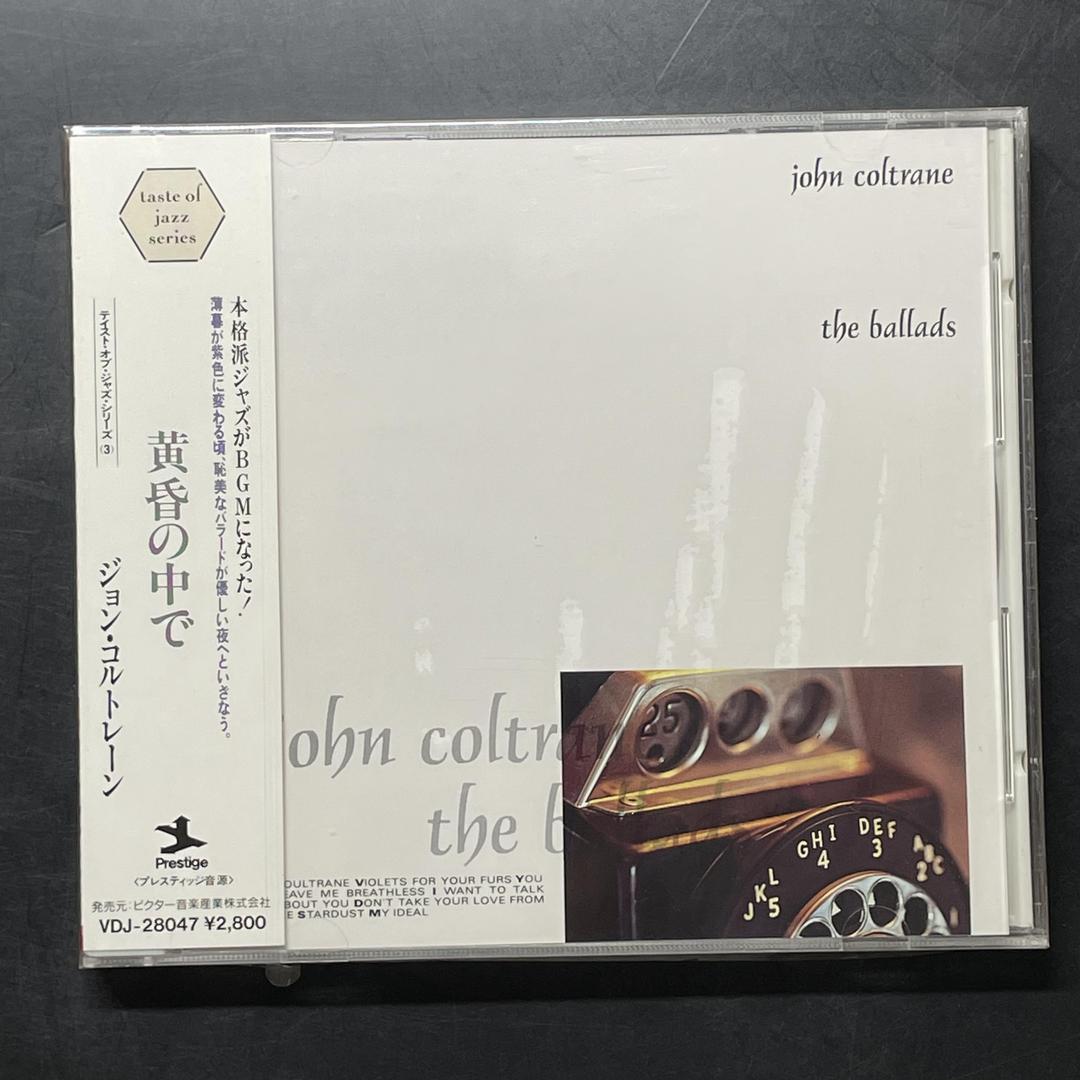 taste of
jazz
series
本格派ジャズがBGMになった!
薄暮が紫色に変わる頃、恥美なバラードが優しい夜へといざなう。
テイスト・オブ・ジャズ・シリーズ(3)
黄昏の中で
ジョン・コルトレーン
Prestige
〈プレスティッジ音源〉
発売元:ビクター音楽産業株式会社
VDJ-28047 ¥2,800
john coltrane
the ballads
ohn coltran
the ballads
OULTRANE VIOLETS FOR YOUR FURS YOU
EAVE ME BREATHLESS I WANT TO TALK
BOUT YOU DON'T TAKE YOUR LOVE FROM
E STARDUST MY IDEAL
25
GHI
4
DEF
3
ABC
2
JKL
5